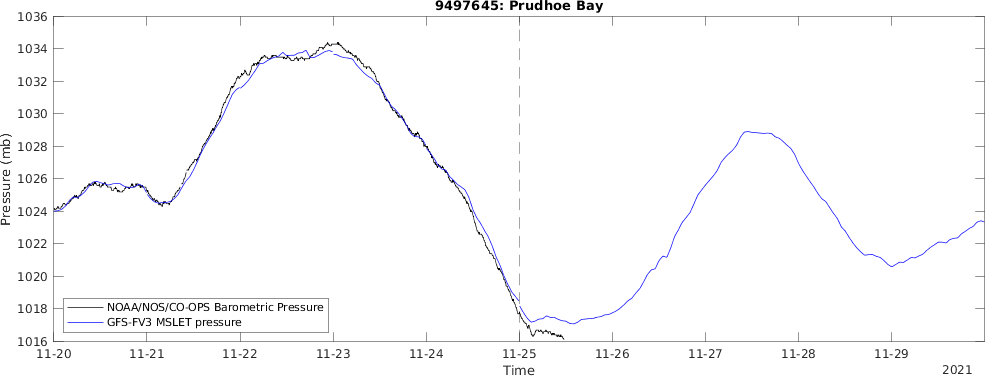 9497645: Prudhoe Bay
Pressure (mb)
1036
1034
1032
1030
1028
1026
1024
1022
1020
1018
1016
NOAA/NOS/CO-OPS Barometric Pressure
GFS-FV3 MSLET pressure
11-20 11-21 11-22 11-23 11-24 11-25 11-26 11-27 11-28 11-29
Time
2021